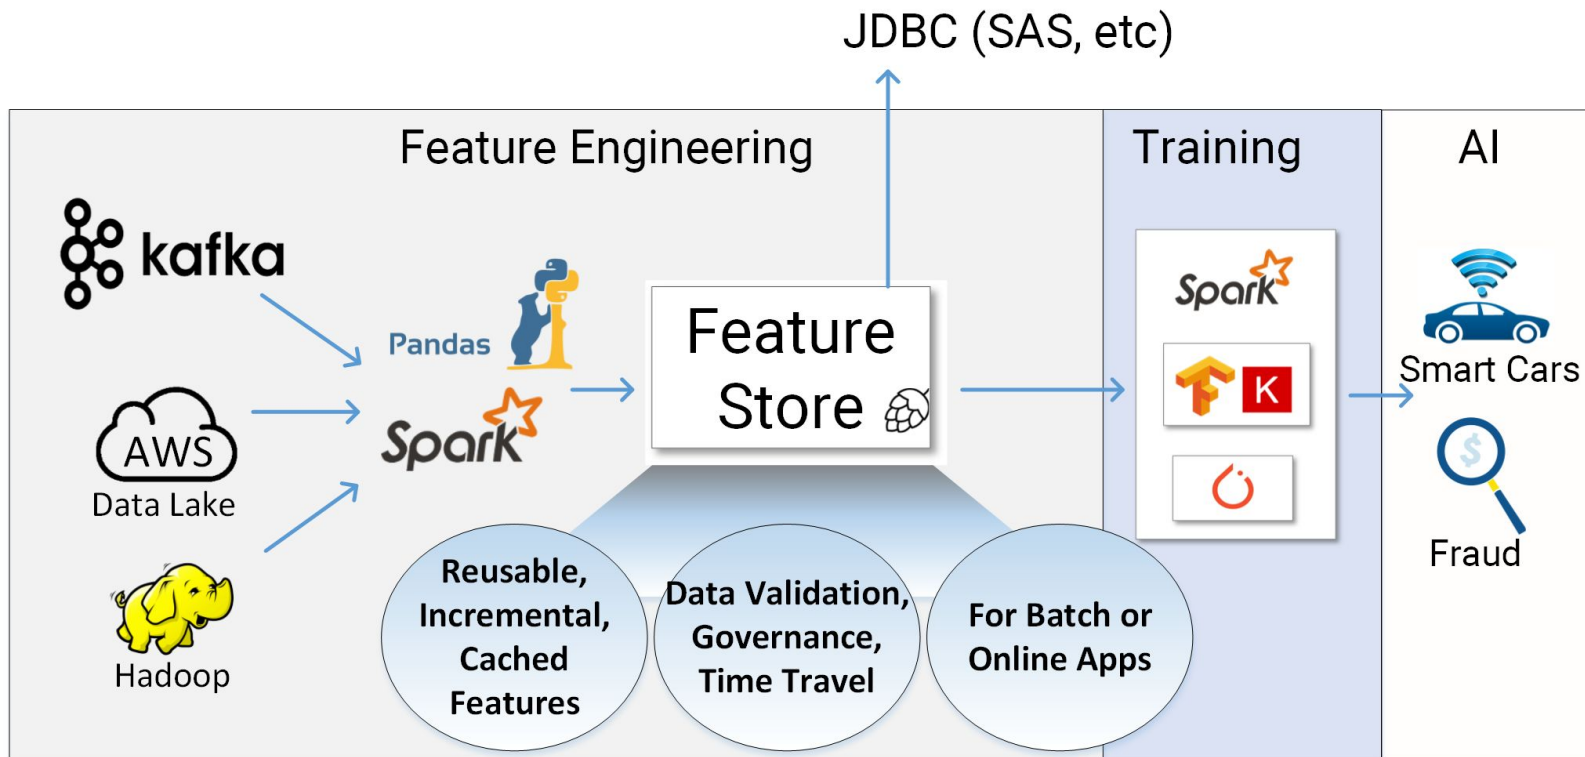 JDBC (SAS, etc)
Feature Engineering
Training
AI
kafka
Pandas
Spark
AWS
Data Lake
Hadoop
Feature
Store
Reusable,
Incremental,
Cached
Features
Data Validation,
Governance,
Time Travel
For Batch or
Online Apps
Spark
K
Smart Cars
$
Fraud